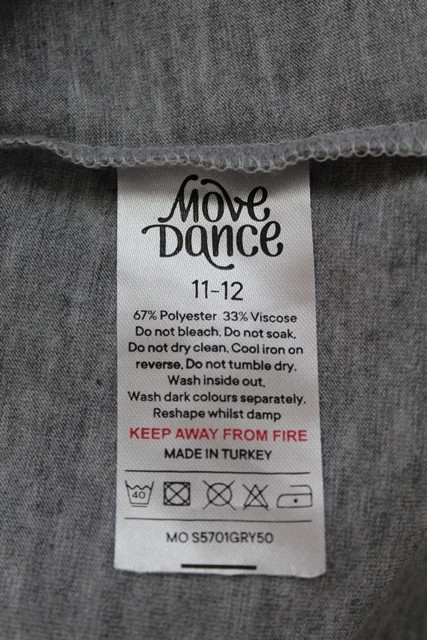 Move
Dance
11-12
67% Polyester 33% Viscose
Do not bleach. Do not soak.
Do not dry clean. Cool iron on
reverse. Do not tumble dry.
Wash inside out.
Wash dark colours separately.
Reshape whilst damp
KEEP AWAY FROM FIRE
MADE IN TURKEY
40
MO S5701GRY50